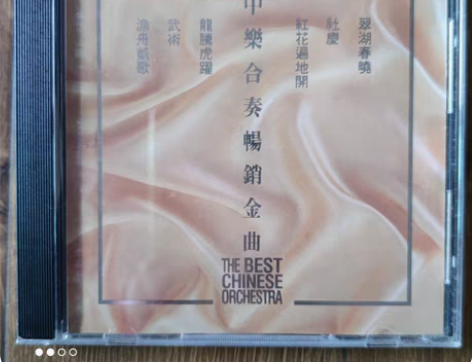 翠湖春曉
社慶
紅花遍地開
中樂合奏暢銷金曲
龍騰虎躍
武術
漁舟凱歌
THE BEST
CHINESE
ORCHESTRA